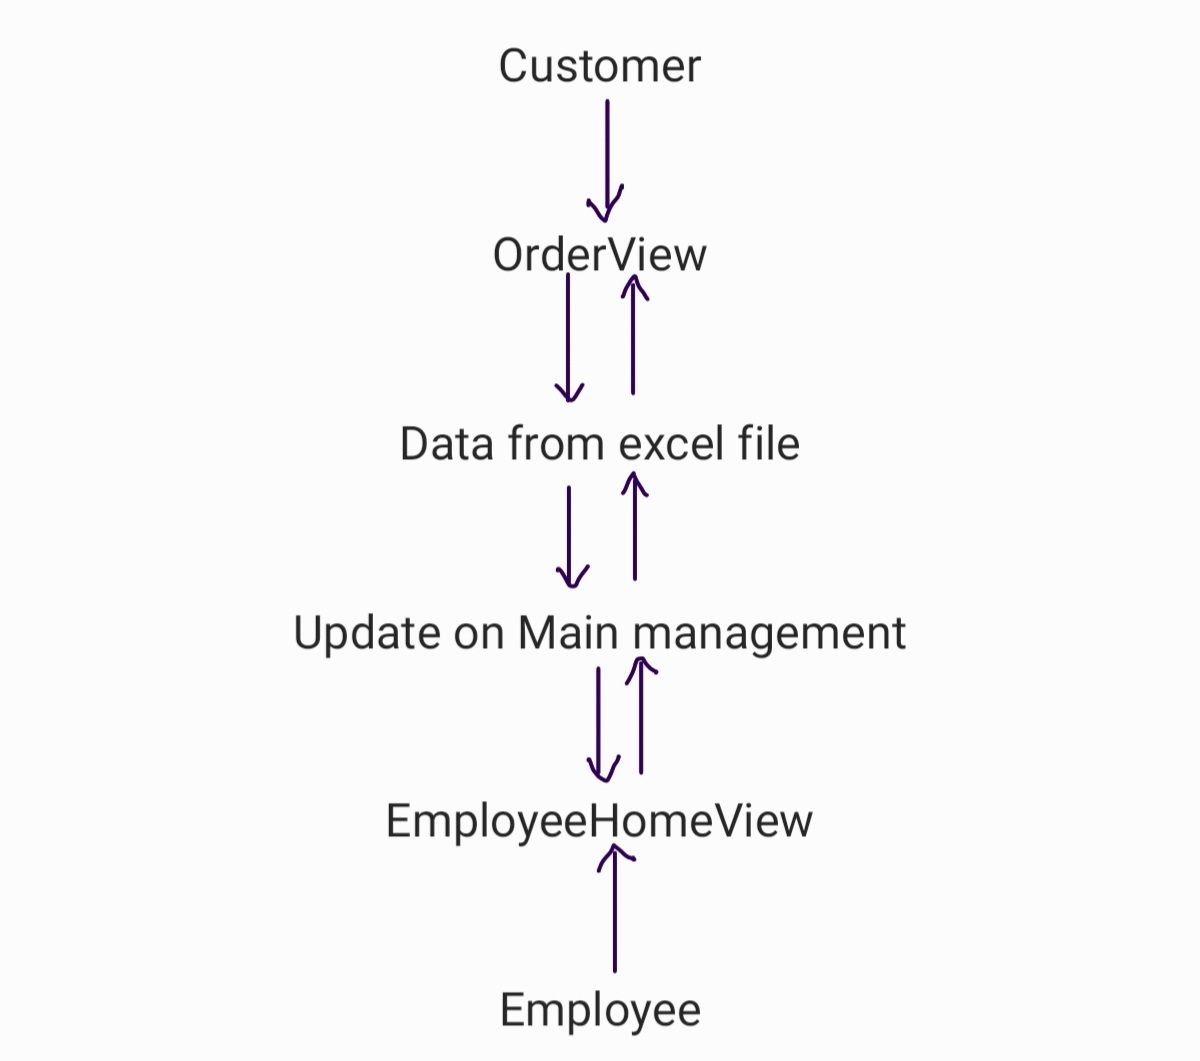 Customer
OrderView
Data from excel file
Update on Main management
EmployeeHomeView
Employee